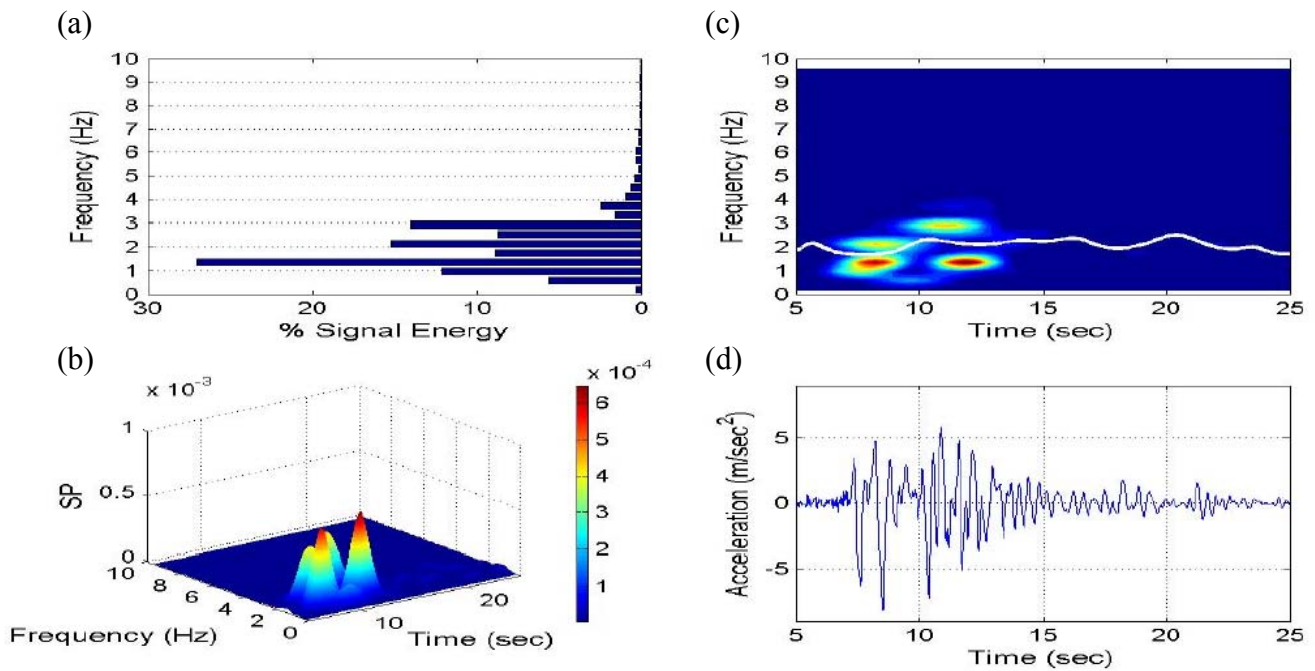 (a)
10
9
8
7
6
5
4
3
2
1
0
Frequency (Hz)
30 20 10 0
% Signal Energy
(c)
10
9
8
7
6
5
4
3
2
1
0
Frequency (Hz)
5 10 15 20 25
Time (sec)
(b)
x 10-3
1
0.5
0
SP
10 8 6 4 2 0
Frequency (Hz)
10 20
Time (sec)
x 10-4
6
5
4
3
2
1
(d)
5
0
-5
Acceleration (m/sec2)
5 10 15 20 25
Time (sec)